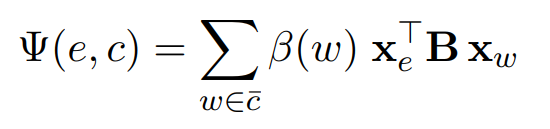 Ψ(e, c) = ∑_{w∈c̄} β(w) 𝐱_e^⊤ 𝐁 𝐱_w